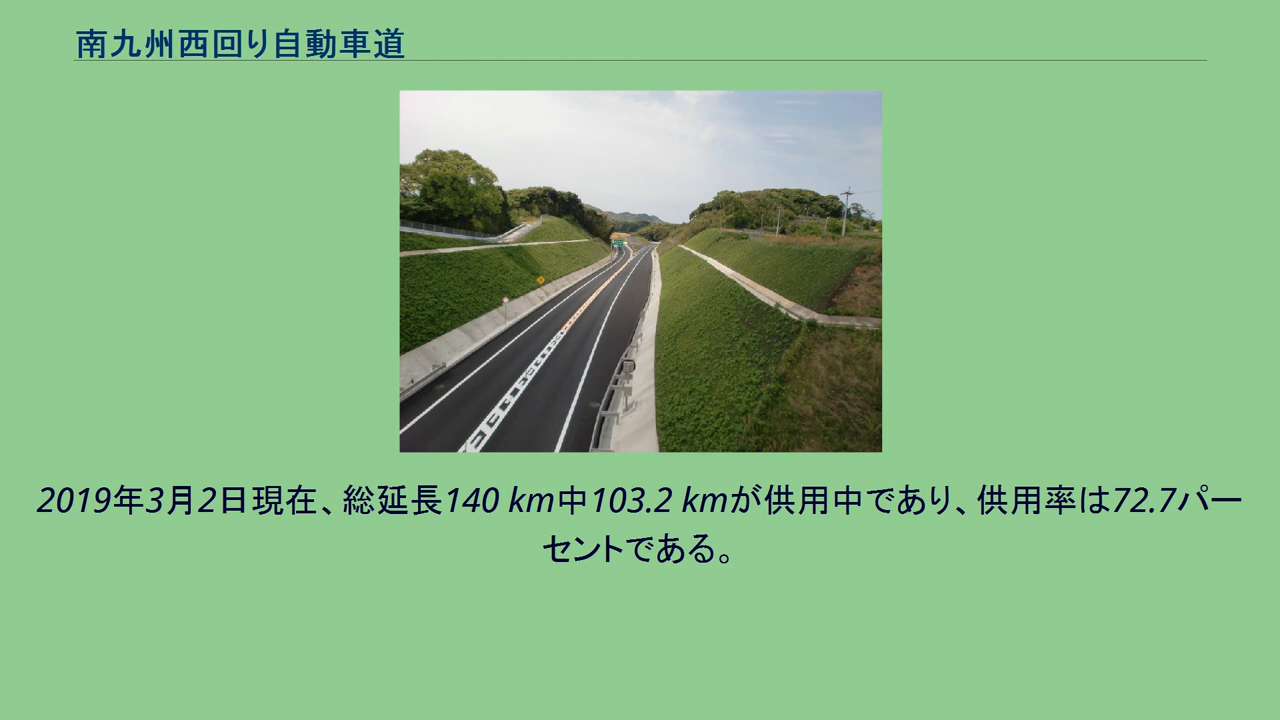 南九州西回り自動車道
2019年3月2日現在、総延長140 km中103.2 kmが供用中であり、供用率は72.7パー
セントである。